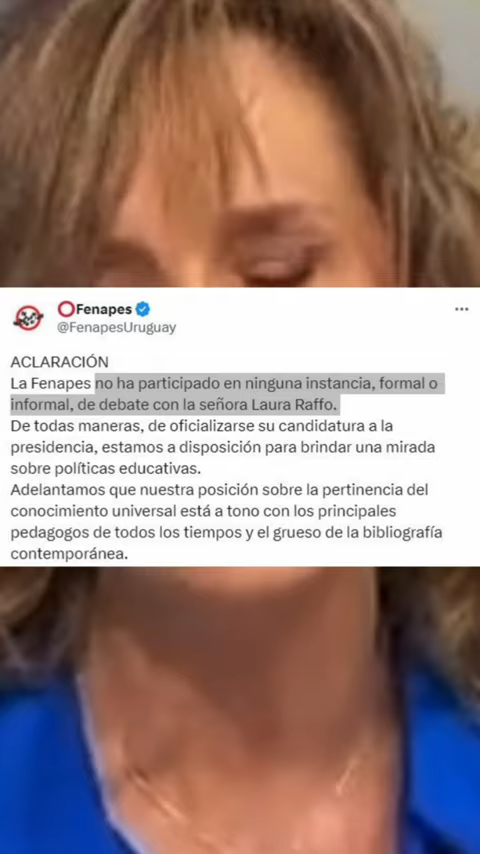 Fenapes
@FenapesUruguay
ACLARACIÓN
La Fenapes no ha participado en ninguna instancia, formal o
informal, de debate con la señora Laura Raffo.
De todas maneras, de oficializarse su candidatura a la
presidencia, estamos a disposición para brindar una mirada
sobre políticas educativas.
Adelantamos que nuestra posición sobre la pertinencia del
conocimiento universal está a tono con los principales
pedagogos de todos los tiempos y el grueso de la bibliografía
contemporánea.